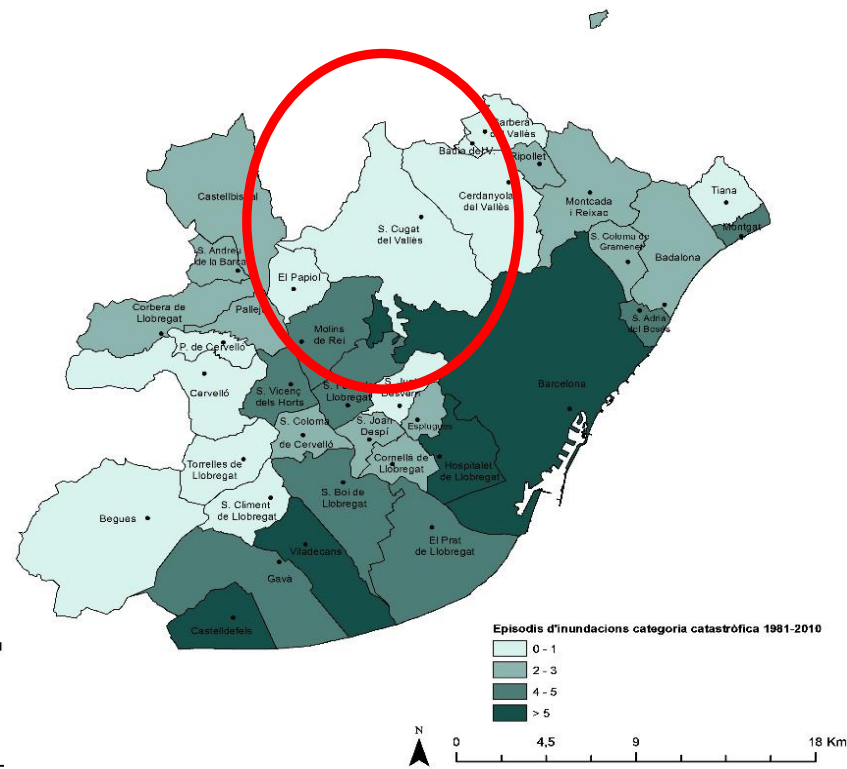 Barberà
del Vallès
Badia del V.
Ripollet
Castellbisbal
Cerdanyola
del Vallès
Montcada
i Reixac
Tiana
Montgat
S. Cugat
del Vallès
S. Coloma de
Gramenet
Badalona
S. Andreu
de la Barca
El Papiol
Corbera de
Llobregat
Pallejà
S. Adrià
del Besòs
Molins
de Rei
P. de Cervelló
Cervelló
S. Vicenç
dels Horts
Llobregat
S. Just
Desvern
Barcelona
S. Coloma
de Cervelló
S. Joan
Despí
Esplugues
Torrelles de
Llobregat
Cornellà de
Llobregat
Hospitalet
de Llobregat
Begues
S. Climent
de Llobregat
S. Boi de
Llobregat
Viladecans
El Prat
de Llobregat
Gavà
Castelldefels
Episodis d'inundacions categoria catastròfica 1981-2010
0 - 1
2 - 3
4 - 5
> 5
N
0 4,5 9 18 Km